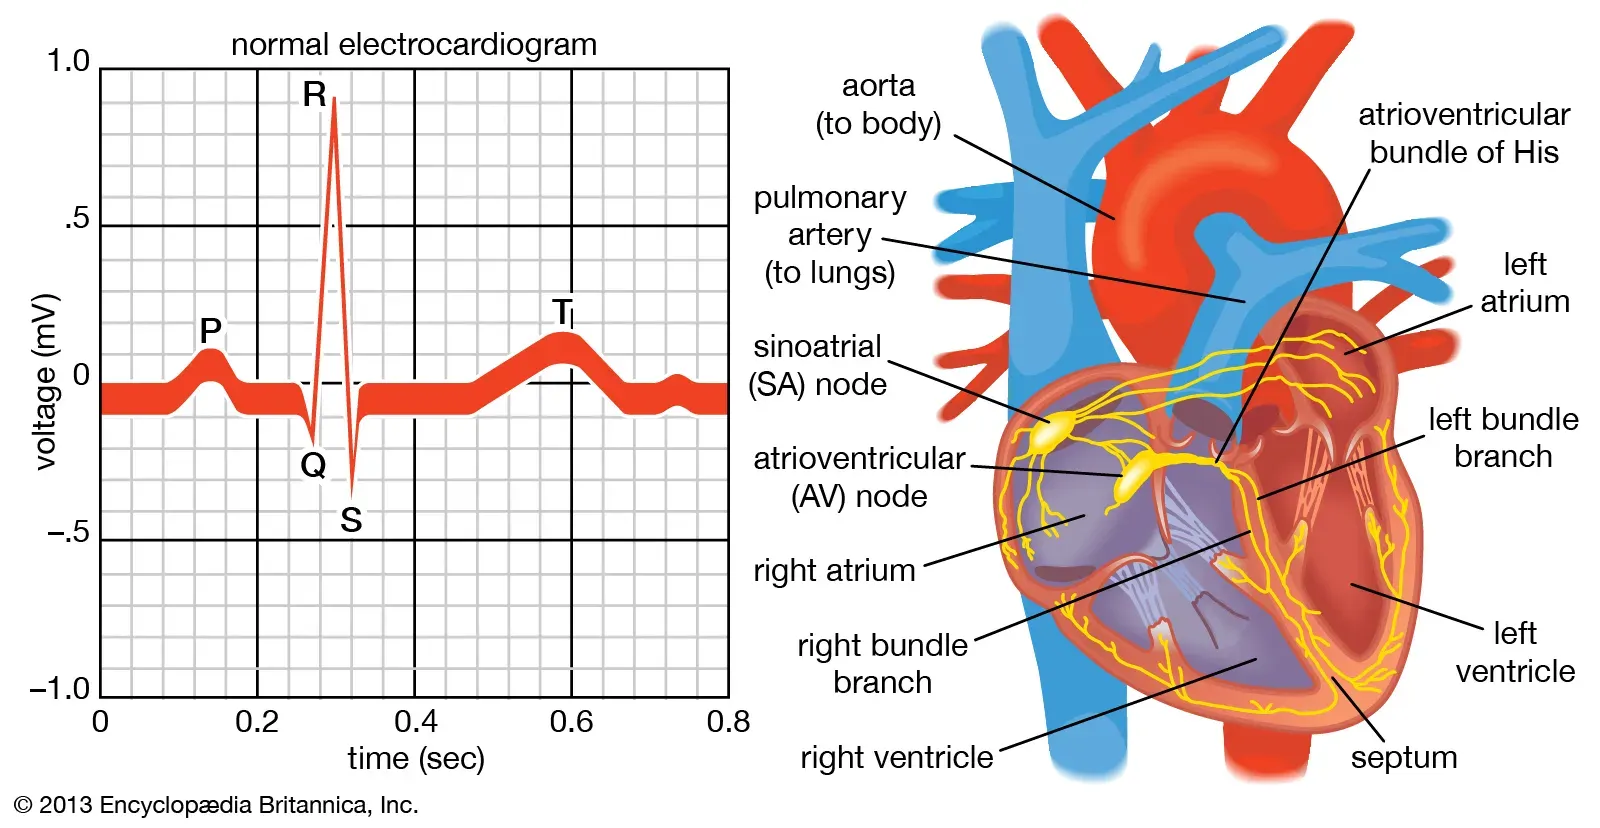 normal electrocardiogram
1.0
.5
0
–.5
–1.0
voltage (mV)
R
P
T
Q
S
0
0.2
0.4
0.6
0.8
time (sec)
aorta
(to body)
pulmonary
artery
(to lungs)
sinoatrial
(SA) node
atrioventricular
(AV) node
right atrium
right bundle
branch
right ventricle
atrioventricular
bundle of His
left
atrium
left bundle
branch
left
ventricle
septum
© 2013 Encyclopædia Britannica, Inc.